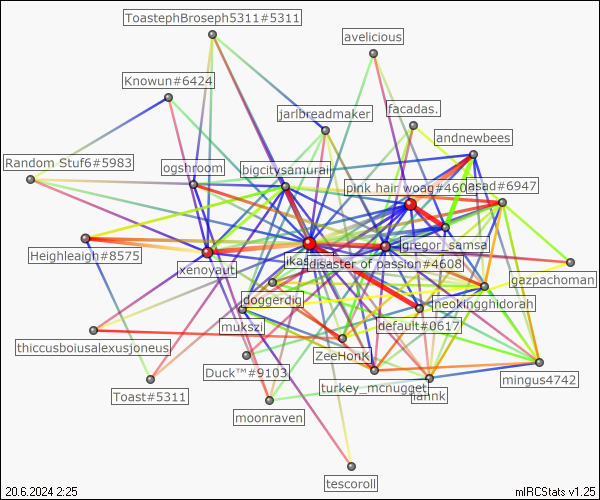 ToastephBroseph5311#5311
avelicious
Knowun#6424
jarlbreadmaker
facadas.
andnewbees
Random Stuf6#5983
ogshroom
bigcitysamurai
pink hair woag#460
asad#6947
gregor_samsa
Heighleaigh#8575
xenoyaut
disaster of passion#4608
gazpachoman
doggerdig
neokingghidorah
mukszi
default#0617
thiccusboiusalexusjoneus
ZeeHonK
Duck™#9103
mingus4742
Toast#5311
turkey_mcnugget
moonraven
tescoroll
20.6.2024 2:25
mIRCStats v1.25